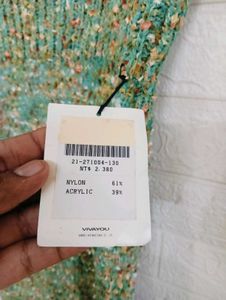 21-271004-130
NT$ 2,380
NYLON 61%
ACRYLIC 39%
VIVAYOU